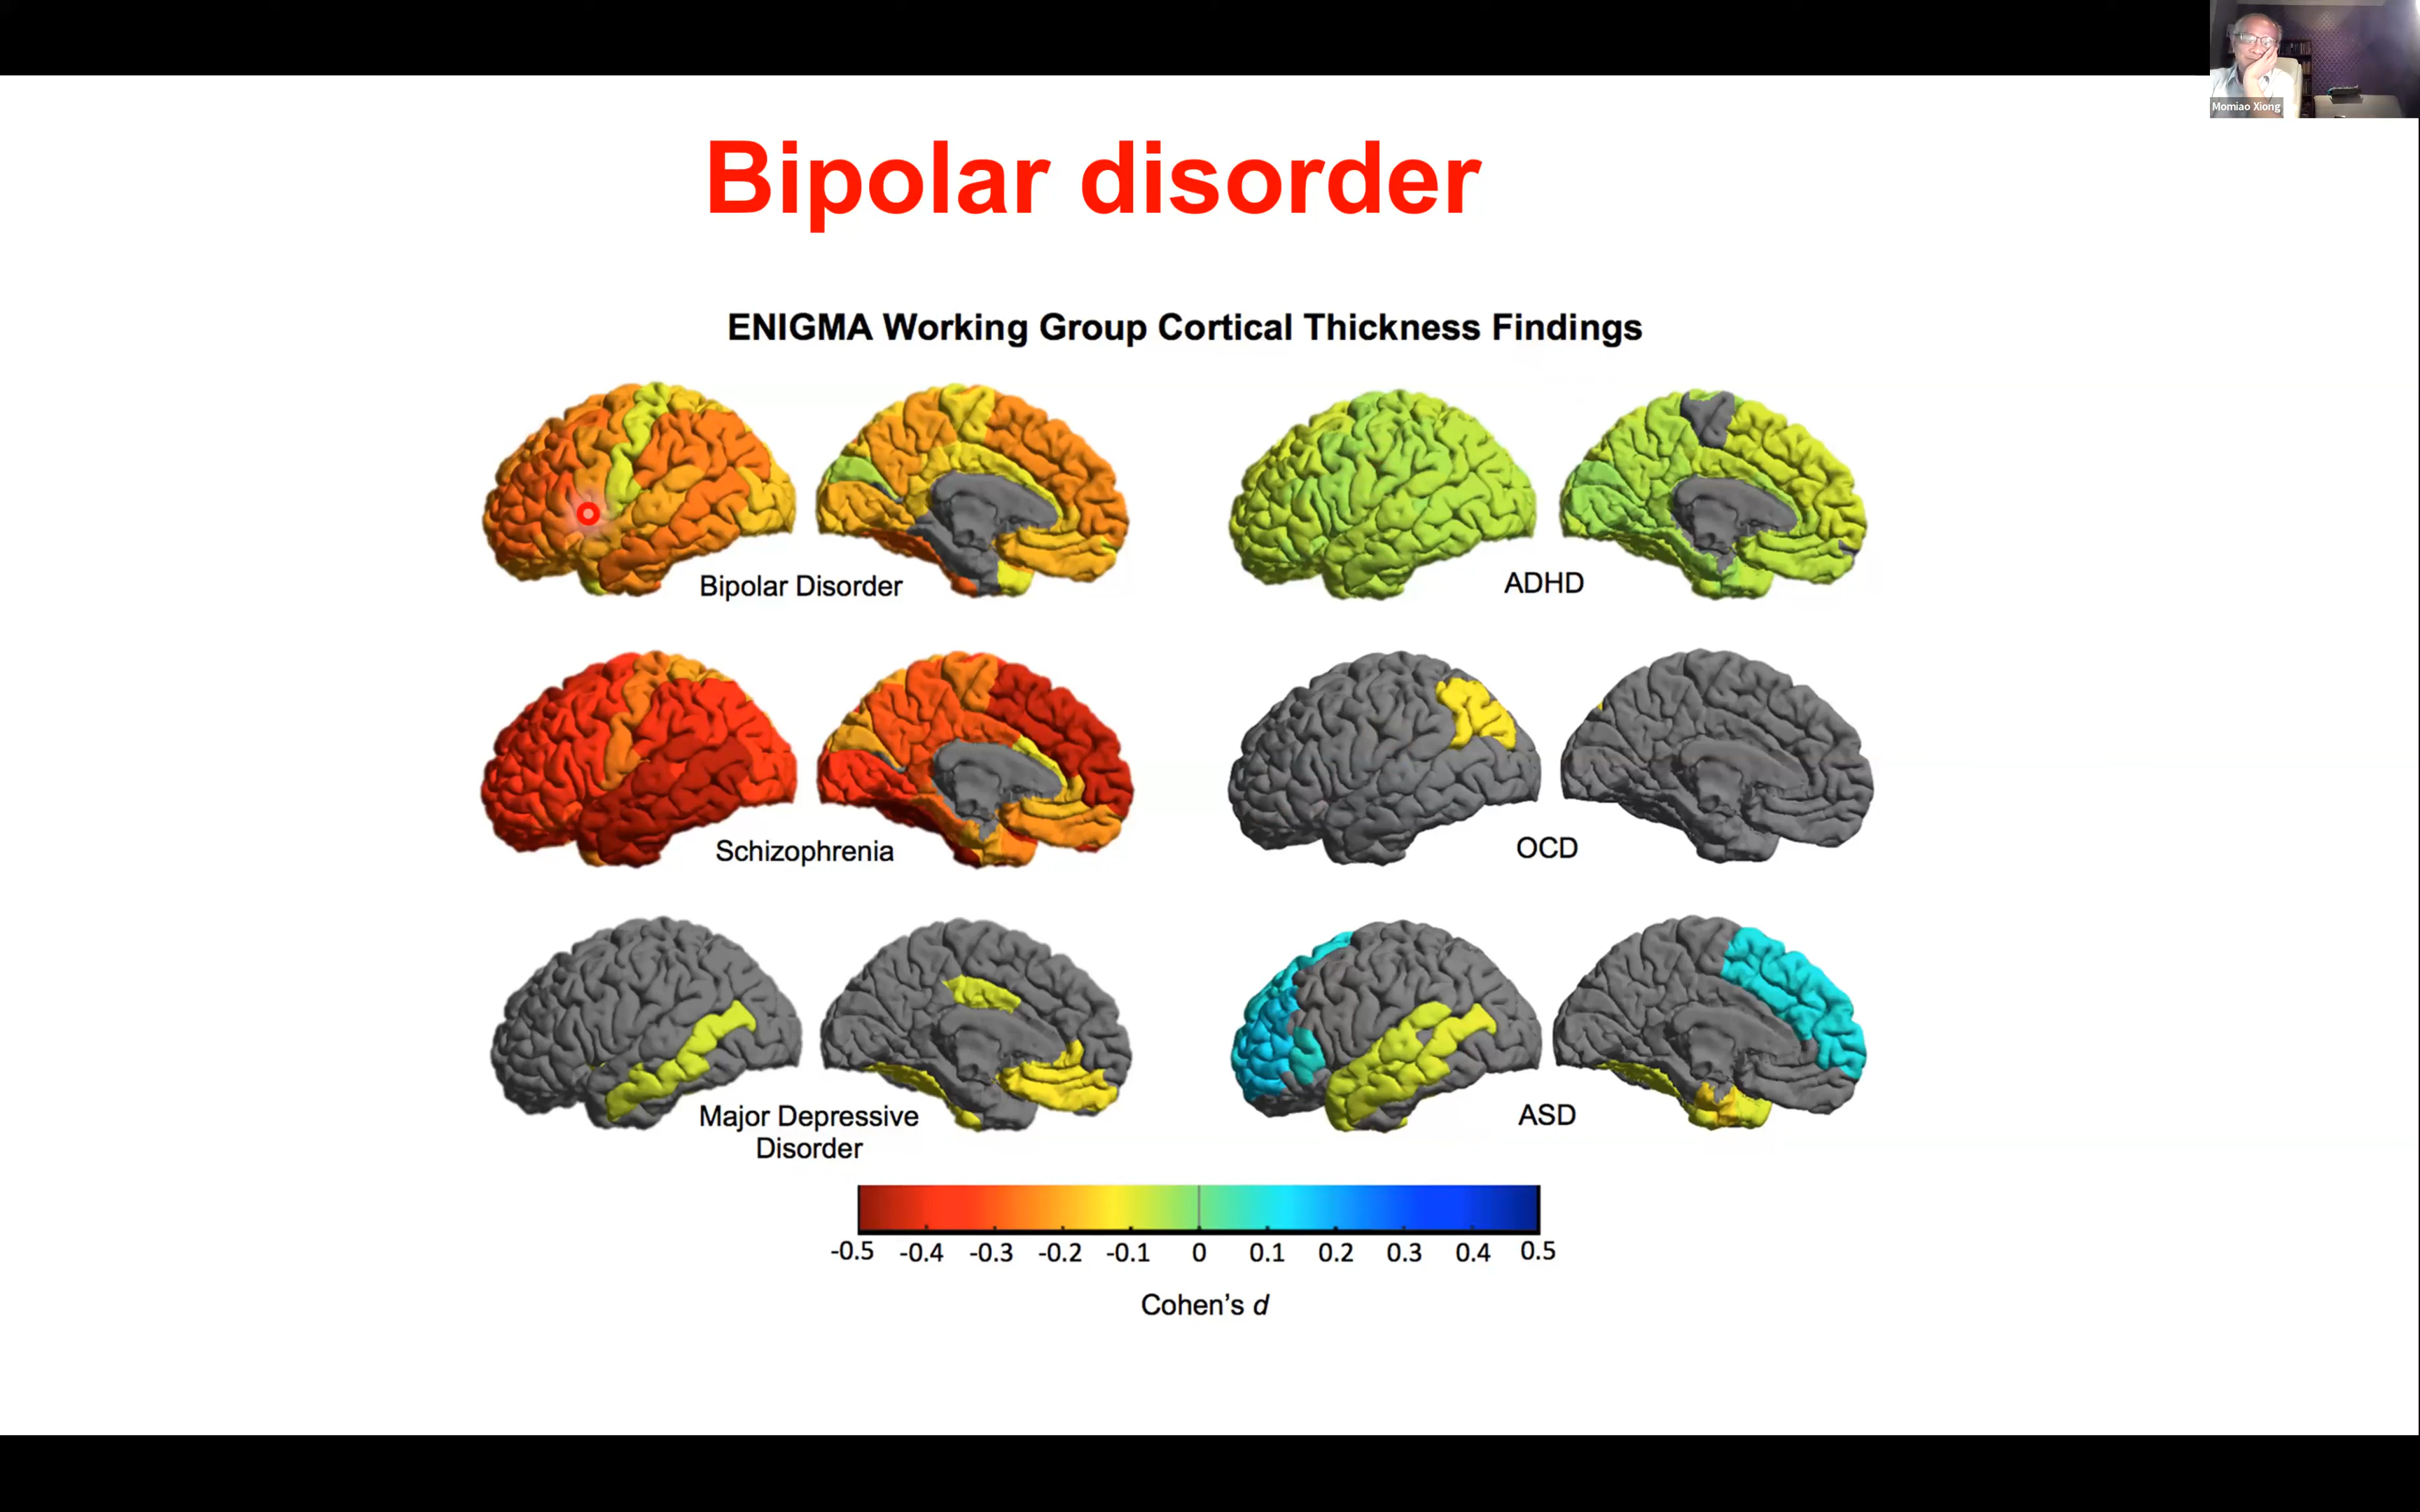 Momiao Xiong
Bipolar disorder
ENIGMA Working Group Cortical Thickness Findings
Bipolar Disorder
ADHD
Schizophrenia
OCD
Major Depressive
Disorder
ASD
-0.5 -0.4 -0.3 -0.2 -0.1 0 0.1 0.2 0.3 0.4 0.5
Cohen's d